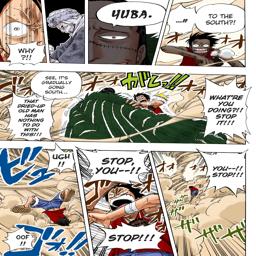 WHY
?!!
YUBA.
TO THE
SOUTH?!!
SEE, IT'S
GRADUALLY
GOING
SOUTH...
THAT
DRIED-UP
OLD MAN
HAS
NOTHING
TO DO
WITH
THIS!!!
WHAT'RE
YOU
DOING?!!
STOP
IT!!!
UGH
!!
STOP,
YOU--!!
STOP!!!
YOU--!!
STOP!!!
OOF
!!